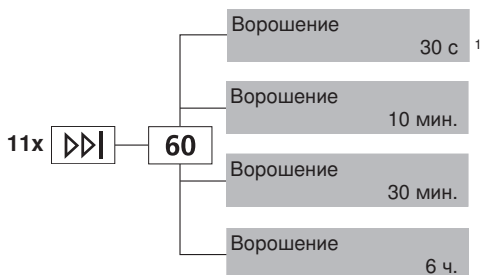 Ворошение
30 с 1
Ворошение
10 мин.
11x 60
Ворошение
30 мин.
Ворошение
6 ч.